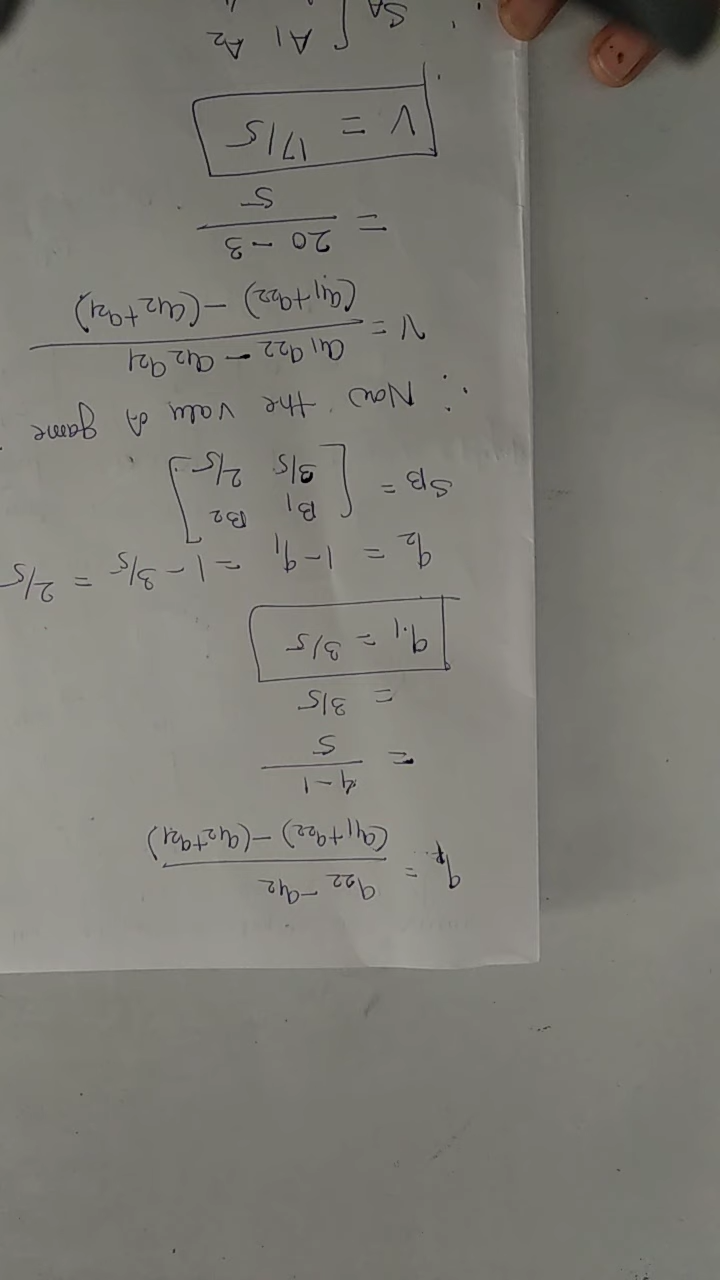 q₁ = a₂₂ - a₁₂ / (a₁₁+a₂₂) - (a₁₂+a₂₁)
= 4-1 / 5
= 3/5
q₁ = 3/5
q₂ = 1-q₁ = 1-3/5 = 2/5
SB = [B₁ B₂
3/5 2/5]
∴ Now the valu of game
V = a₁₁a₂₂ - a₁₂a₂₁ / (a₁₁+a₂₂) - (a₁₂+a₂₁)
= 20-3 / 5
V = 17/5
∴ SA [A1 A2